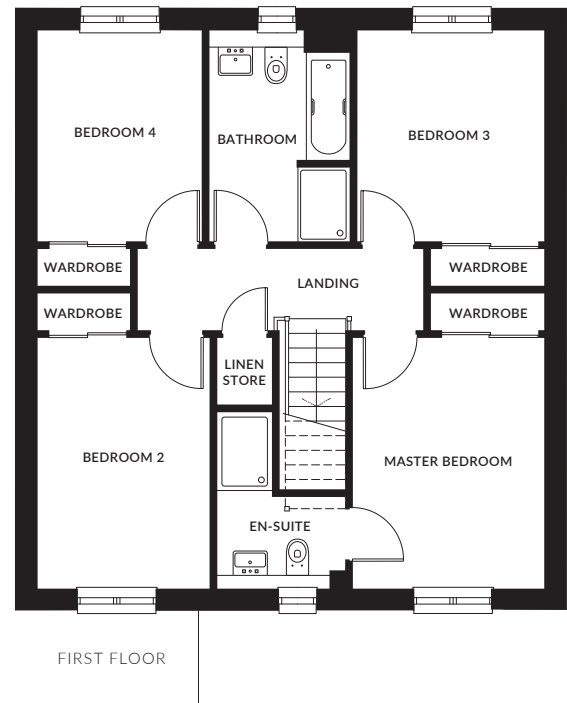 BEDROOM 4
BATHROOM
BEDROOM 3
WARDROBE
WARDROBE
LANDING
WARDROBE
WARDROBE
LINEN
STORE
BEDROOM 2
MASTER BEDROOM
EN-SUITE
FIRST FLOOR